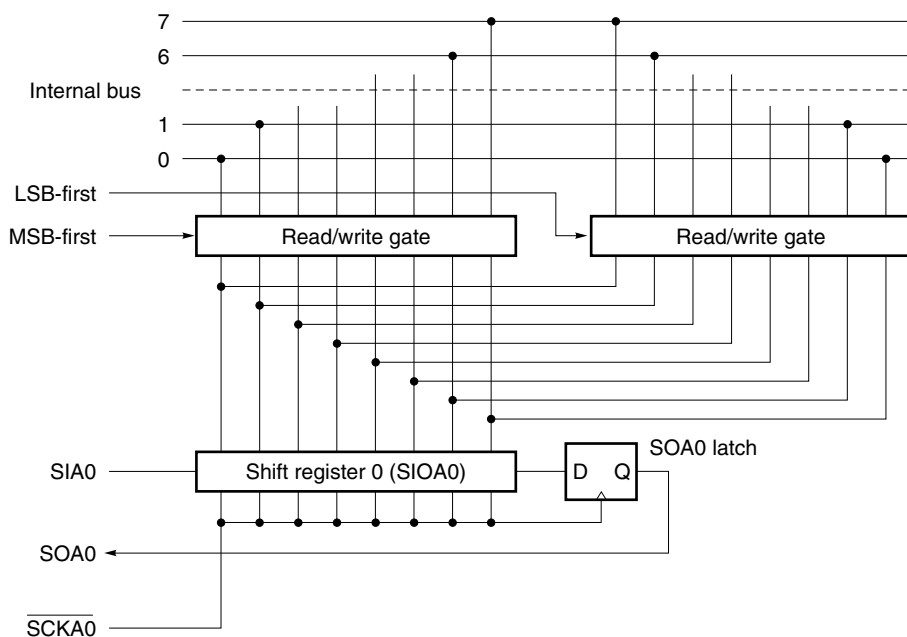 7
6
Internal bus
1
0
LSB-first
MSB-first
Read/write gate
Read/write gate
SOA0 latch
SIA0
Shift register 0 (SIOA0)
D Q
SOA0
SCKA0